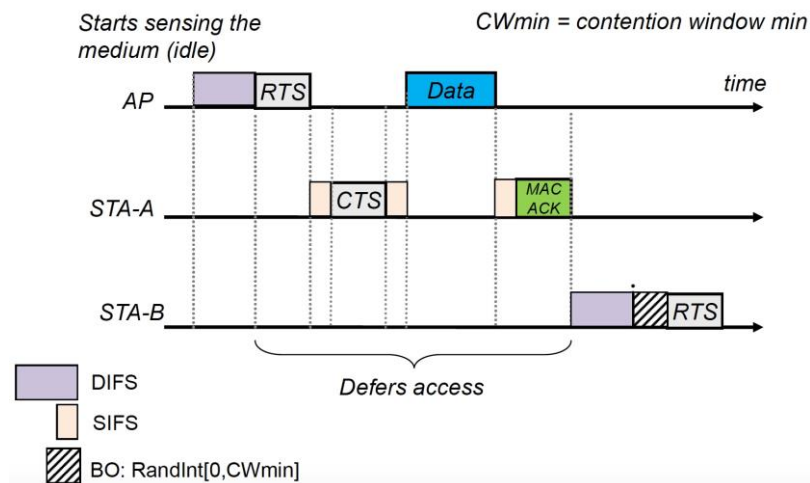 Starts sensing the
medium (idle)
CWmin = contention window min
AP
RTS
Data
time
STA-A
CTS
MAC
ACK
STA-B
RTS
Defers access
DIFS
SIFS
BO: RandInt[0,CWmin]